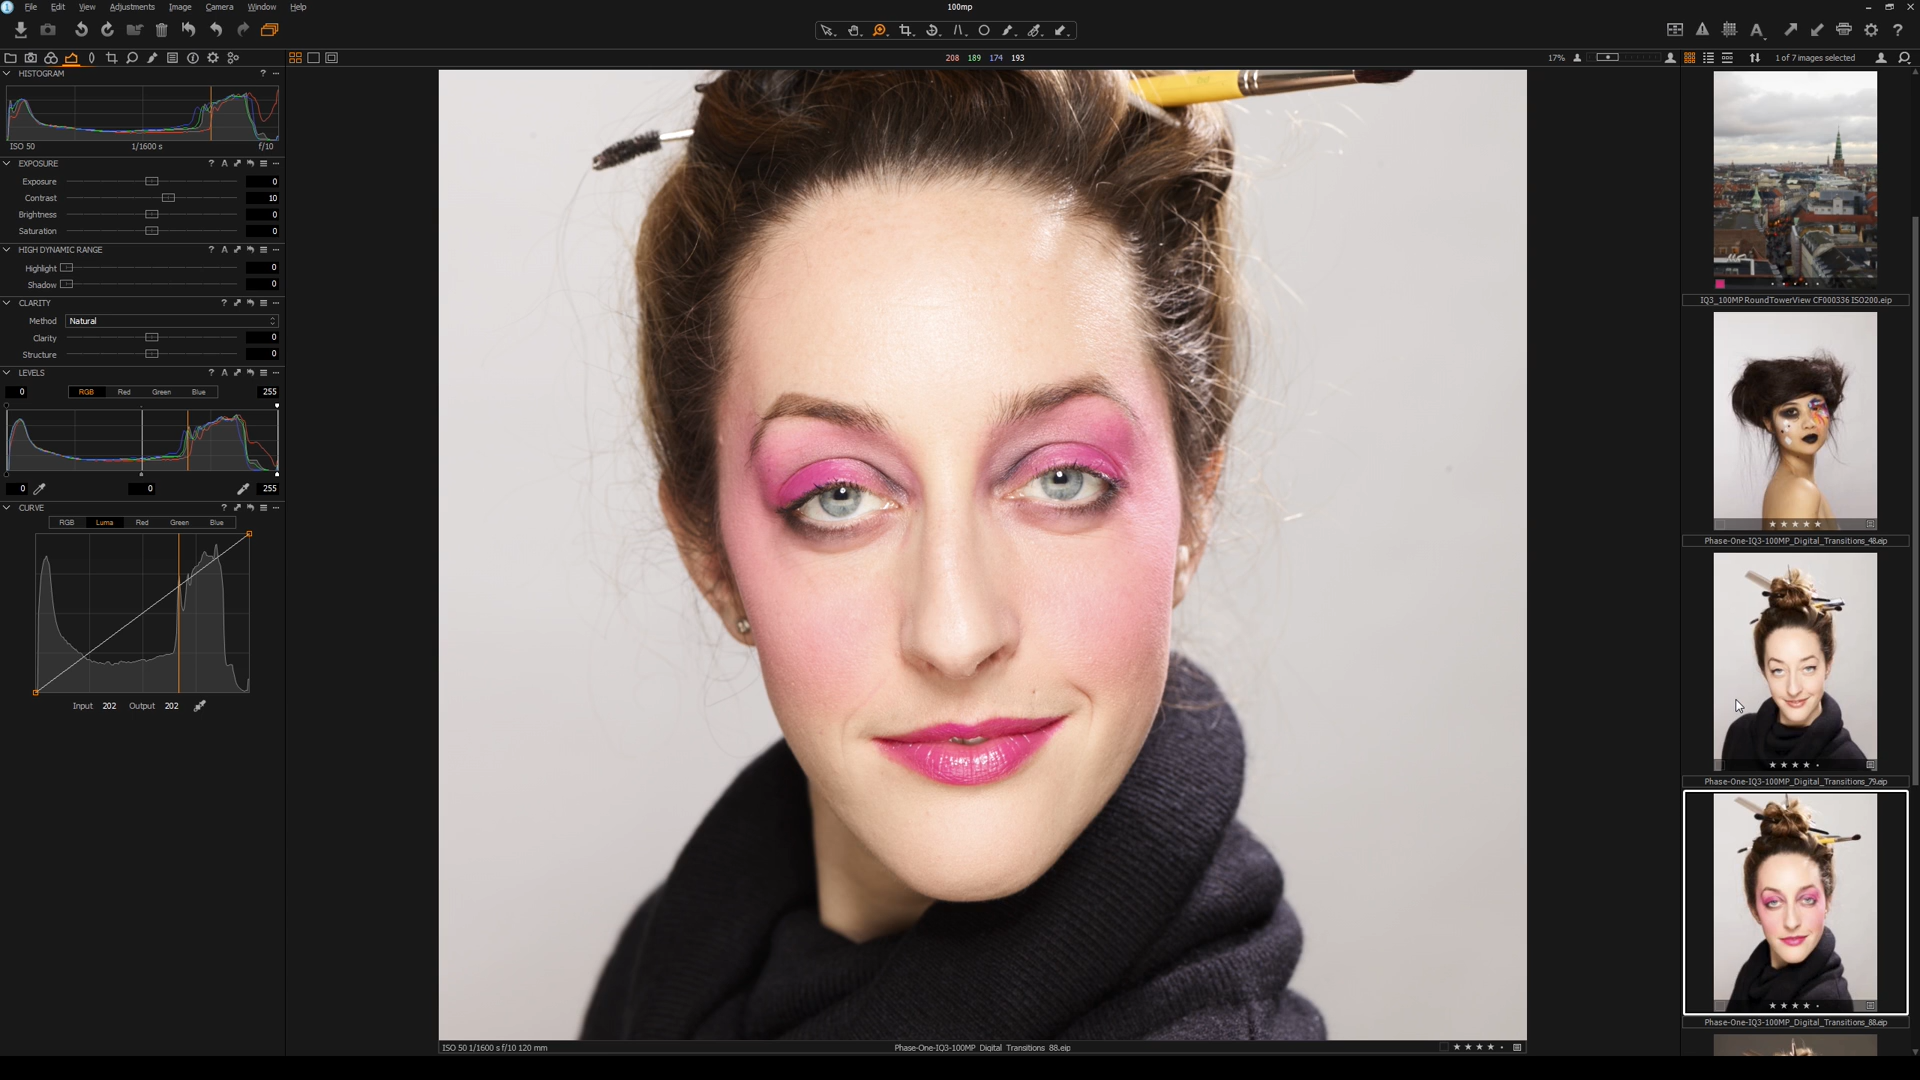 File Edit View Adjustments Image Camera Window Help
100mp
208 189 174 193
17%
1 of 7 images selected
HISTOGRAM
ISO 50 1/1600 s f/10
EXPOSURE
Exposure 0
Contrast 10
Brightness 0
Saturation 0
HIGH DYNAMIC RANGE
Highlight 0
Shadow 0
CLARITY
Method Natural
Clarity 0
Structure 0
LEVELS
0 RGB Red Green Blue 255
0 0 255
CURVE
RGB Luma Red Green Blue
Input 202 Output 202
ISO 50 1/1600 s f/10 120 mm
Phase-One-IQ3-100MP_Digital_Transitions_88.eip
IQ3_100MP RoundTowerView CF000336 ISO200.eip
Phase-One-IQ3-100MP_Digital_Transitions_48.eip
Phase-One-IQ3-100MP_Digital_Transitions_79.eip
Phase-One-IQ3-100MP_Digital_Transitions_88.eip